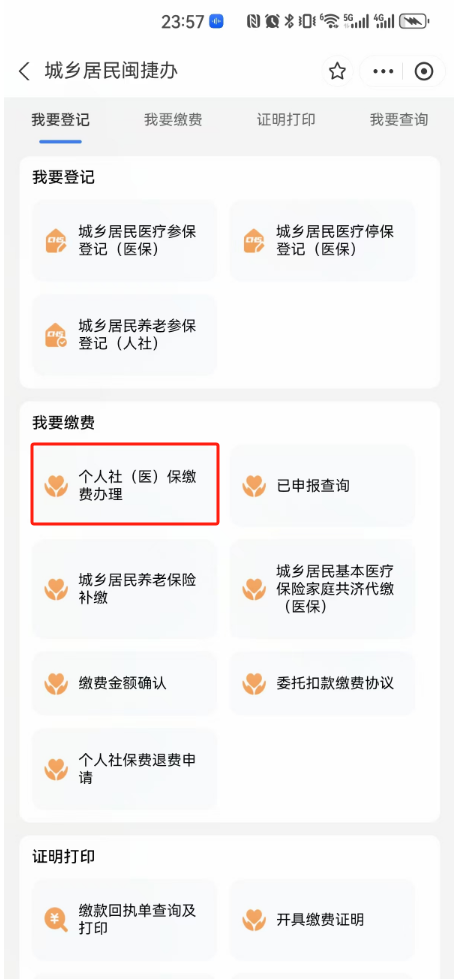 23:57
城乡居民闽捷办
我要登记 我要缴费 证明打印 我要查询
我要登记
城乡居民医疗参保
登记（医保）
城乡居民医疗停保
登记（医保）
城乡居民养老参保
登记（人社）
我要缴费
个人社（医）保缴
费办理
已申报查询
城乡居民养老保险
补缴
城乡居民基本医疗
保险家庭共济代缴
（医保）
缴费金额确认
委托扣款缴费协议
个人社保费退费申
请
证明打印
缴款回执单查询及
打印
开具缴费证明